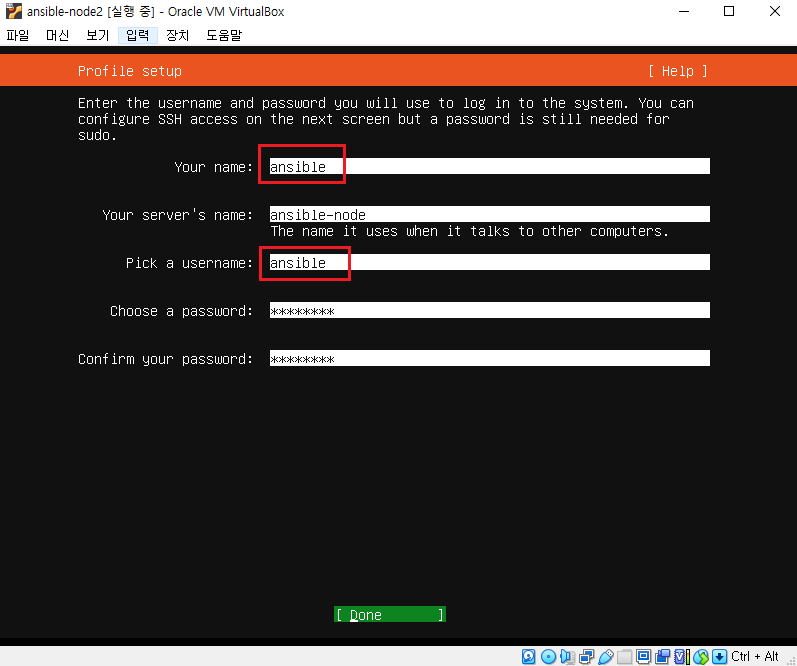 ansible-node2 [실행 중] - Oracle VM VirtualBox
파일 머신 보기 입력 장치 도움말
Profile setup [ Help ]
Enter the username and password you will use to log in to the system. You can
configure SSH access on the next screen but a password is still needed for
sudo.
Your name: ansible
Your server's name: ansible-node
The name it uses when it talks to other computers.
Pick a username: ansible
Choose a password: ********
Confirm your password: ********
[ Done ]
Ctrl + Alt